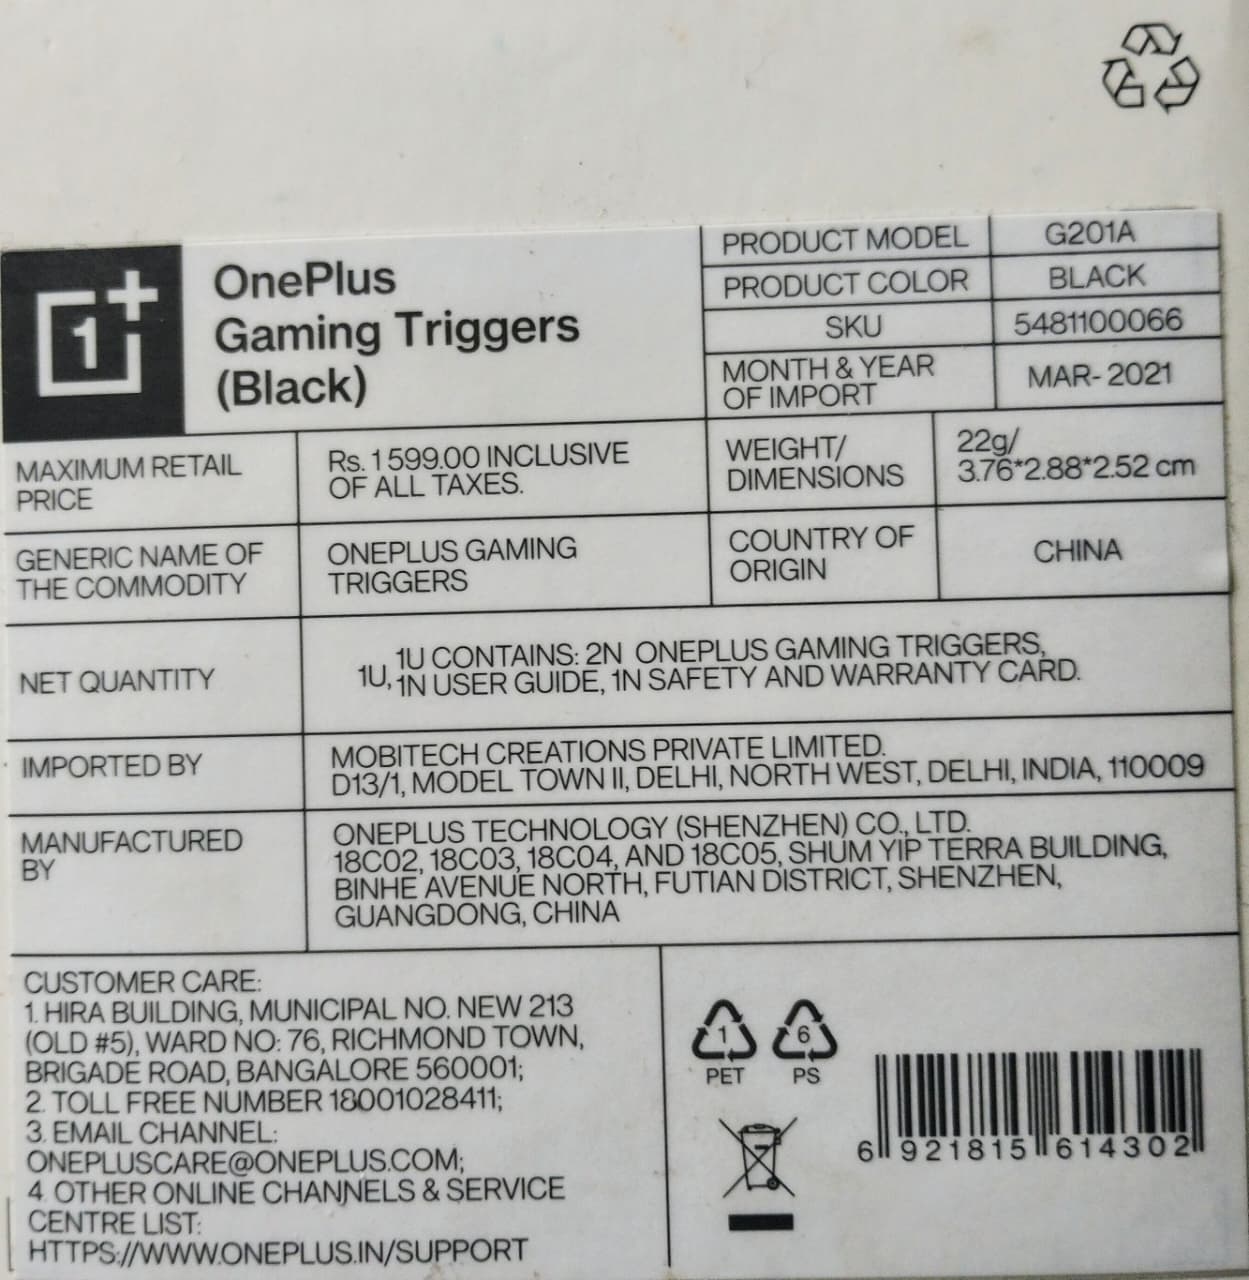 1+
OnePlus
Gaming Triggers
(Black)
PRODUCT MODEL G201A
PRODUCT COLOR BLACK
SKU 5481100066
MONTH & YEAR
OF IMPORT
MAR- 2021
MAXIMUM RETAIL
PRICE
Rs. 1599.00 INCLUSIVE
OF ALL TAXES.
WEIGHT/
DIMENSIONS
22g/
3.76*2.88*2.52 cm
GENERIC NAME OF
THE COMMODITY
ONEPLUS GAMING
TRIGGERS
COUNTRY OF
ORIGIN
CHINA
NET QUANTITY
1U, 1U CONTAINS: 2N ONEPLUS GAMING TRIGGERS,
1N USER GUIDE, 1N SAFETY AND WARRANTY CARD.
IMPORTED BY
MOBITECH CREATIONS PRIVATE LIMITED.
D13/1, MODEL TOWN II, DELHI, NORTH WEST, DELHI, INDIA, 110009
MANUFACTURED
BY
ONEPLUS TECHNOLOGY (SHENZHEN) CO., LTD.
18C02, 18C03, 18C04, AND 18C05, SHUM YIP TERRA BUILDING,
BINHE AVENUE NORTH, FUTIAN DISTRICT, SHENZHEN,
GUANGDONG, CHINA
CUSTOMER CARE:
1. HIRA BUILDING, MUNICIPAL NO. NEW 213
(OLD #5), WARD NO: 76, RICHMOND TOWN,
BRIGADE ROAD, BANGALORE 560001;
2. TOLL FREE NUMBER 18001028411;
3. EMAIL CHANNEL:
ONEPLUSCARE@ONEPLUS.COM;
4. OTHER ONLINE CHANNELS & SERVICE
CENTRE LIST:
HTTPS://WWW.ONEPLUS.IN/SUPPORT
1 6
PET PS
6 921815 614302